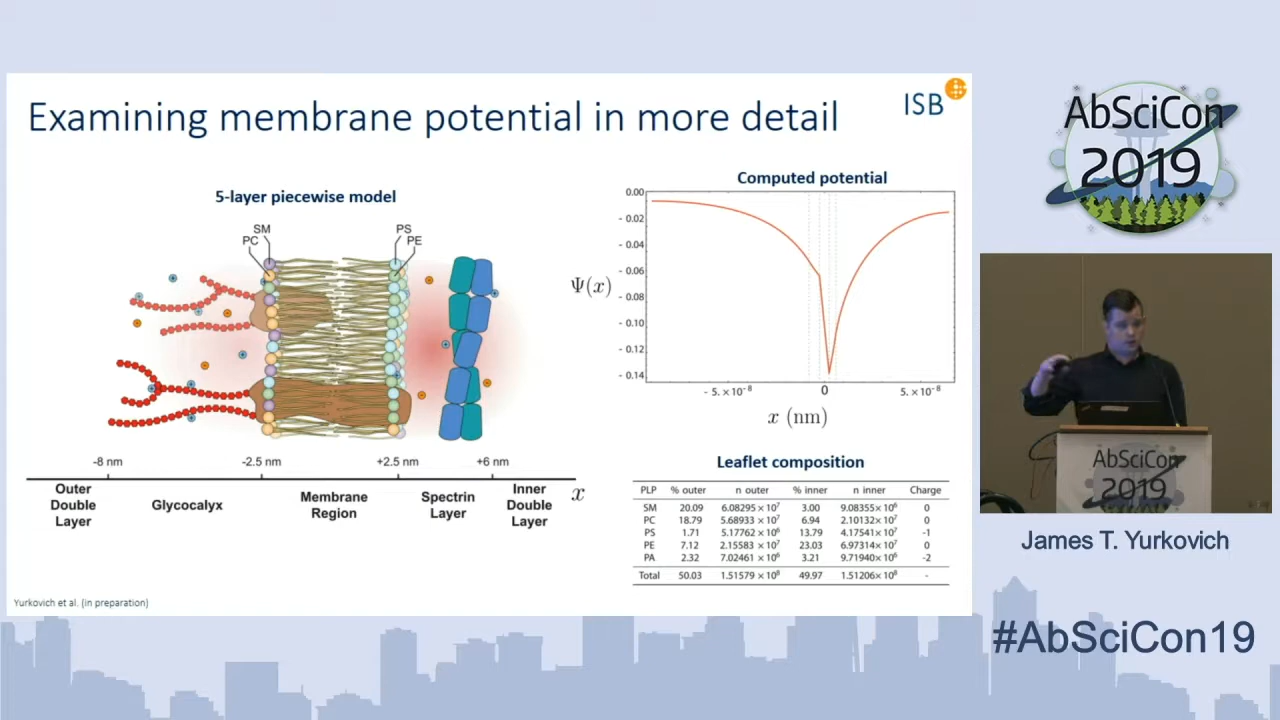 Examining membrane potential in more detail
ISB
5-layer piecewise model
SM
PC
PS
PE
-8 nm
-2.5 nm
+2.5 nm
+6 nm
Outer Double Layer
Glycocalyx
Membrane Region
Spectrin Layer
Inner Double Layer
x
Computed potential
0.00
- 0.02
- 0.04
- 0.06
- 0.08
- 0.10
- 0.12
- 0.14
Ψ(x)
- 5.×10⁻⁸
0
5.×10⁻⁸
x (nm)
Leaflet composition
PLP % outer n outer % inner n inner Charge
SM 20.09 6.08295 × 10⁷ 3.00 9.08355× 10⁶ 0
PC 18.79 5.68933 × 10⁷ 6.94 2.10132× 10⁷ 0
PS 1.71 5.17762 × 10⁶ 13.79 4.17541× 10⁷ -1
PE 7.12 2.15583 × 10⁷ 23.03 6.97314× 10⁷ 0
PA 2.32 7.02461 × 10⁶ 3.21 9.71940× 10⁶ -2
Total 50.03 1.51579 × 10⁸ 49.97 1.51206× 10⁸ -
Yurkovich et al. (in preparation)
AbSciCon
2019
AbSciCon
2019
James T. Yurkovich
#AbSciCon19